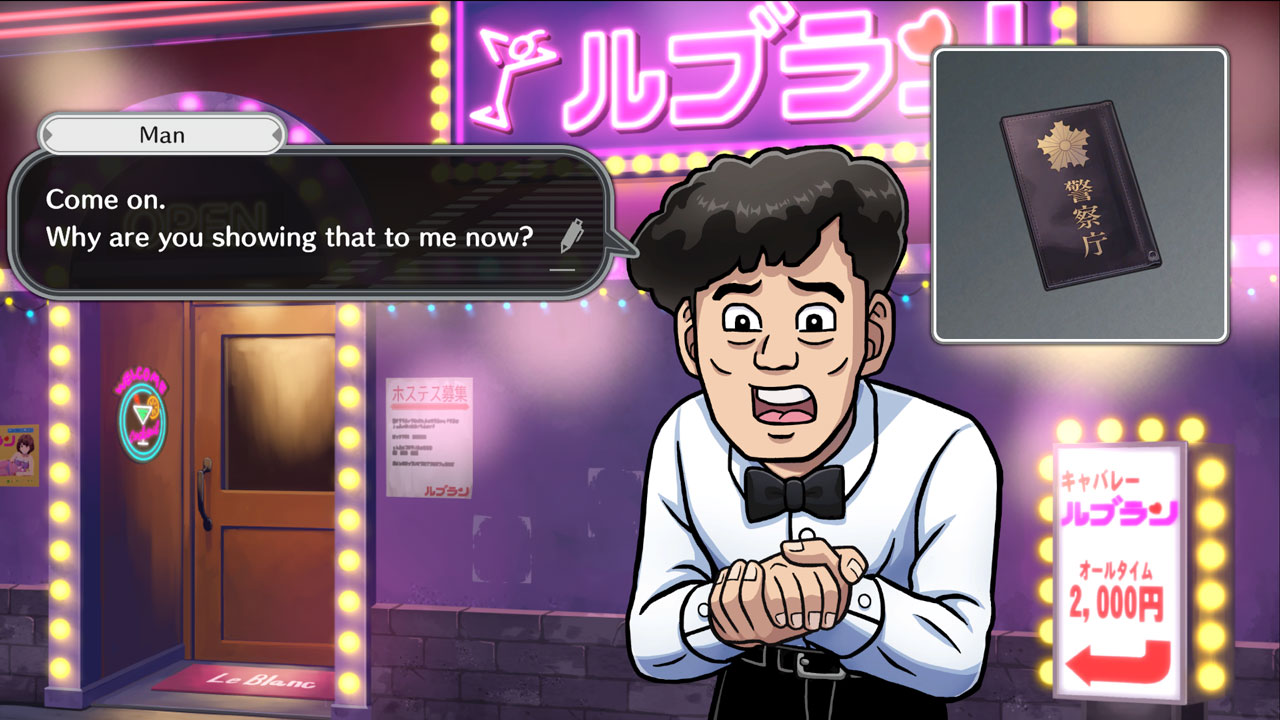 ルブラン
Man
Come on.
Why are you showing that to me now?
OPEN
警察庁
WELCOME
ホステス募集
ルブラン
Le Blanc
キャバレー
ルブラン
オールタイム
2,000円